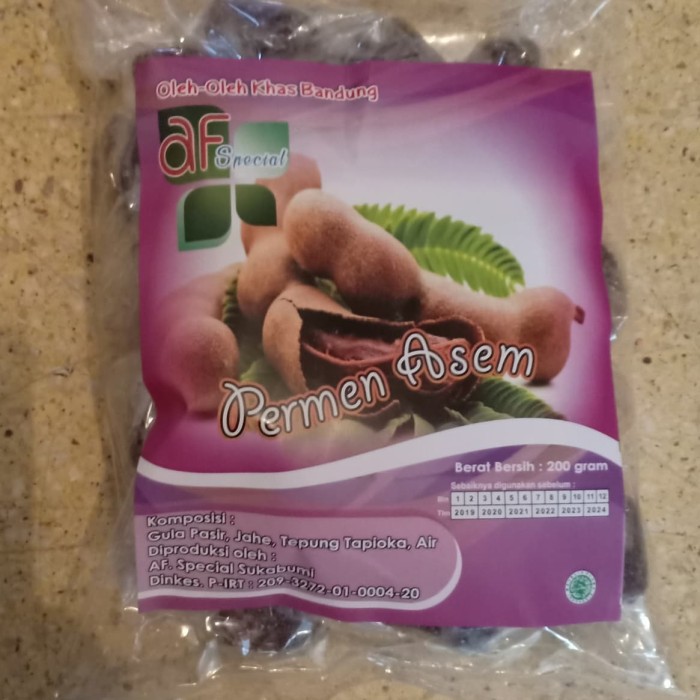 Oleh-Oleh Khas Bandung
AF Special
Permen Asem
Berat Bersih : 200 gram
Sebaiknya digunakan sebelum :
Bln 1 2 3 4 5 6 7 8 9 10 11 12
Thn 2019 2020 2021 2022 2023 2024
Komposisi :
Gula Pasir, Jahe, Tepung Tapioka, Air
Diproduksi oleh :
AF. Special Sukabumi
Dinkes. P-IRT : 209-3272-01-0004-20